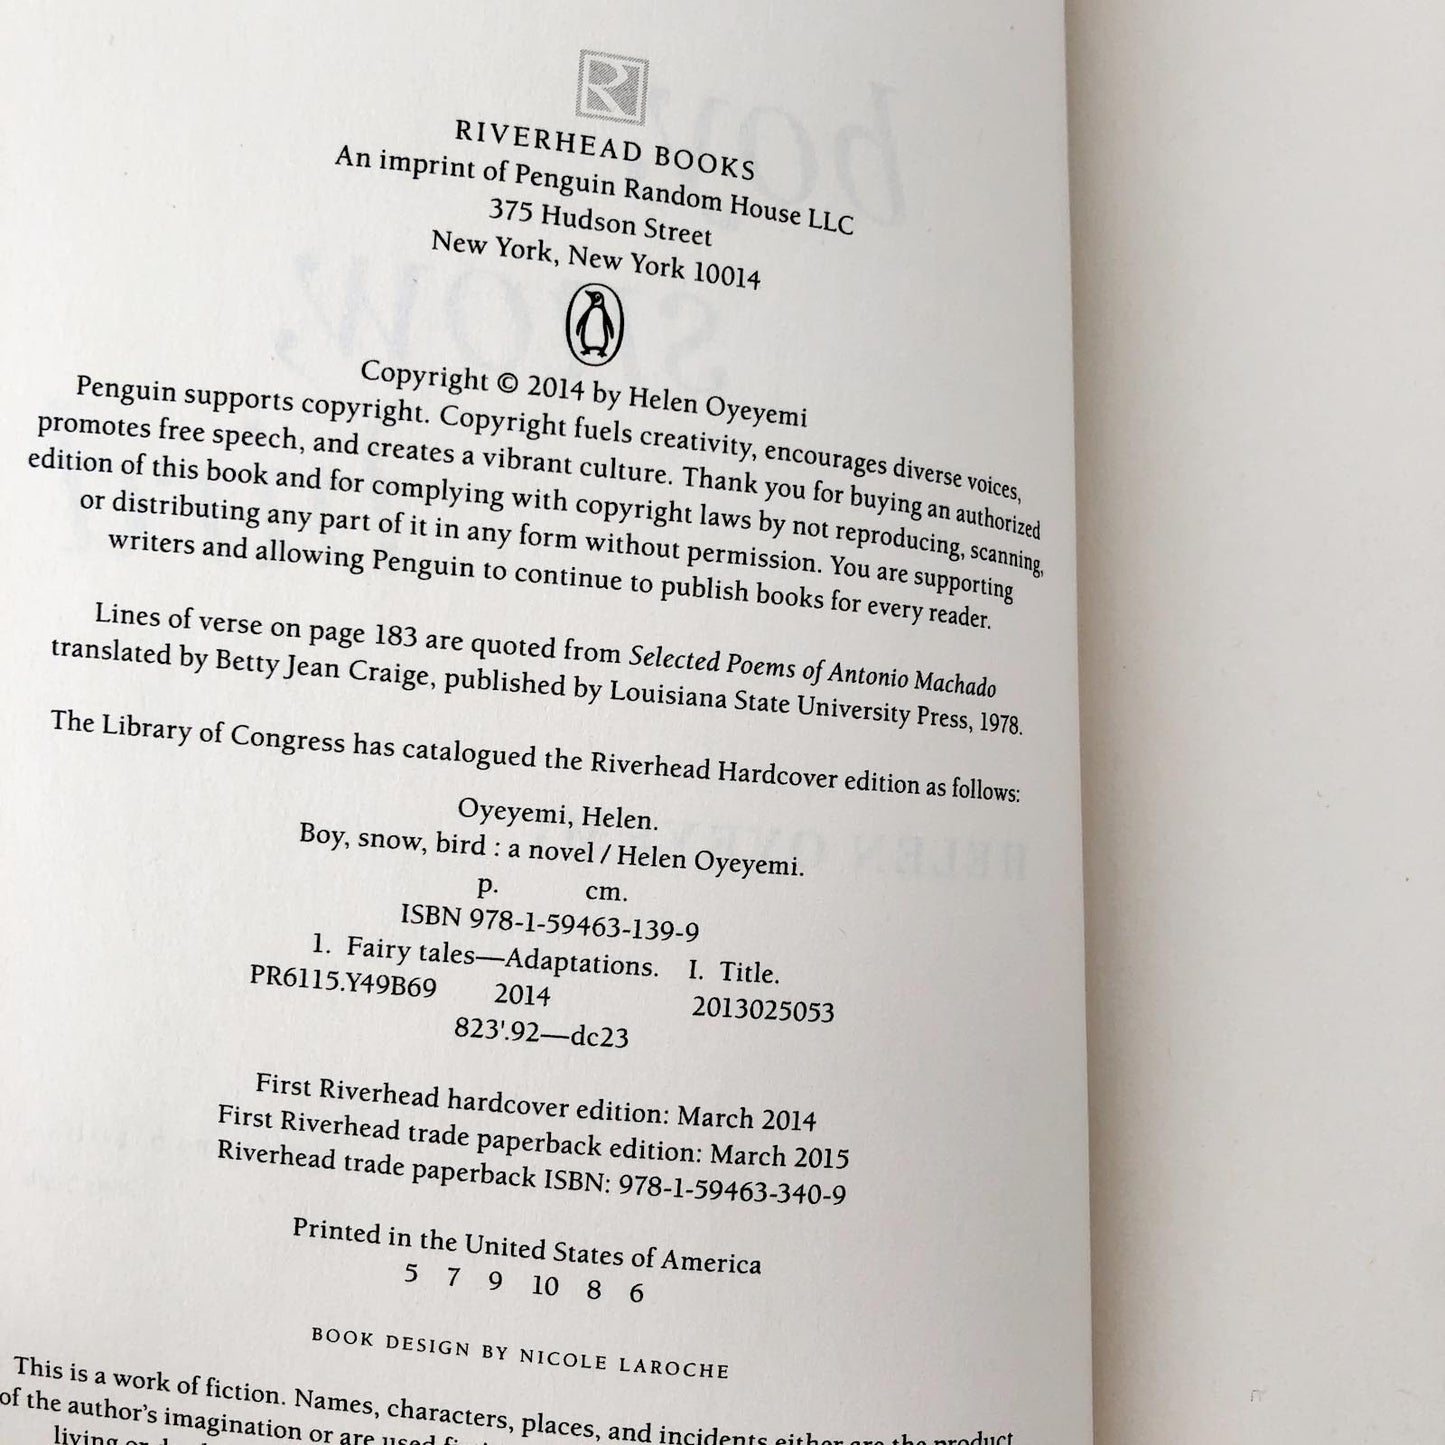 R
RIVERHEAD BOOKS
An imprint of Penguin Random House LLC
375 Hudson Street
New York, New York 10014
Copyright © 2014 by Helen Oyeyemi
Penguin supports copyright. Copyright fuels creativity, encourages diverse voices,
promotes free speech, and creates a vibrant culture. Thank you for buying an authorized
edition of this book and for complying with copyright laws by not reproducing, scanning,
or distributing any part of it in any form without permission. You are supporting
writers and allowing Penguin to continue to publish books for every reader.
Lines of verse on page 183 are quoted from Selected Poems of Antonio Machado
translated by Betty Jean Craige, published by Louisiana State University Press, 1978.
The Library of Congress has catalogued the Riverhead Hardcover edition as follows:
Oyeyemi, Helen.
Boy, snow, bird : a novel / Helen Oyeyemi.
p. cm.
ISBN 978-1-59463-139-9
1. Fairy tales—Adaptations. I. Title.
PR6115.Y49B69 2014 2013025053
823'.92—dc23
First Riverhead hardcover edition: March 2014
First Riverhead trade paperback edition: March 2015
Riverhead trade paperback ISBN: 978-1-59463-340-9
Printed in the United States of America
5 7 9 10 8 6
BOOK DESIGN BY NICOLE LAROCHE
This is a work of fiction. Names, characters, places, and incidents either are the product
of the author's imagination or are used
living or